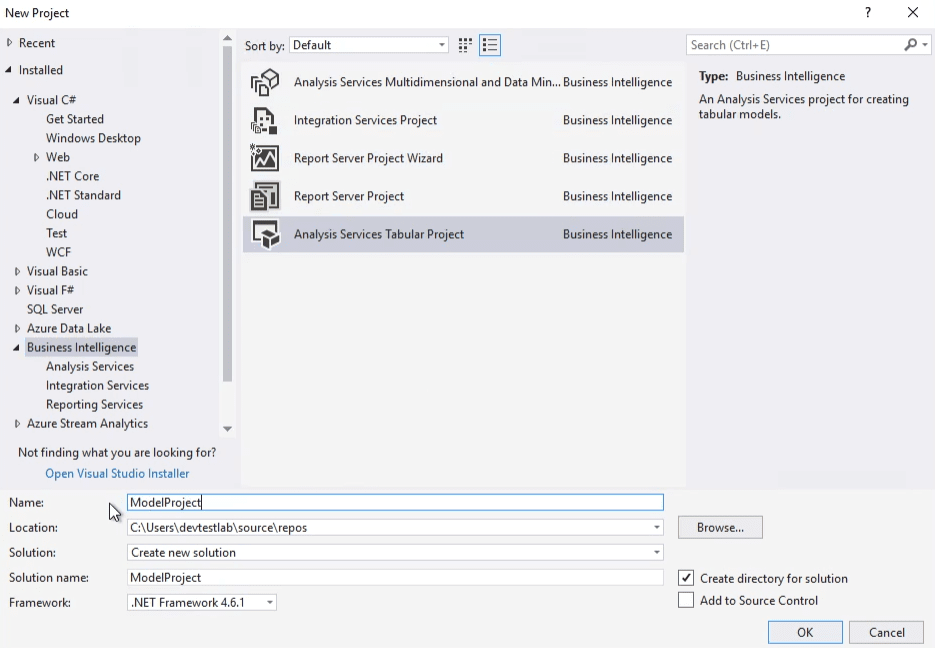 New Project
?
Recent
Installed
Visual C#
Get Started
Windows Desktop
Web
.NET Core
.NET Standard
Cloud
Test
WCF
Visual Basic
Visual F#
SQL Server
Azure Data Lake
Business Intelligence
Analysis Services
Integration Services
Reporting Services
Azure Stream Analytics
Not finding what you are looking for?
Open Visual Studio Installer
Sort by: Default
Analysis Services Multidimensional and Data Min... Business Intelligence
Integration Services Project Business Intelligence
Report Server Project Wizard Business Intelligence
Report Server Project Business Intelligence
Analysis Services Tabular Project Business Intelligence
Search (Ctrl+E)
Type: Business Intelligence
An Analysis Services project for creating
tabular models.
Name: ModelProject
Location: C:\Users\devtestlab\source\repos
Browse...
Solution: Create new solution
Solution name: ModelProject
Create directory for solution
Framework: .NET Framework 4.6.1
Add to Source Control
OK Cancel